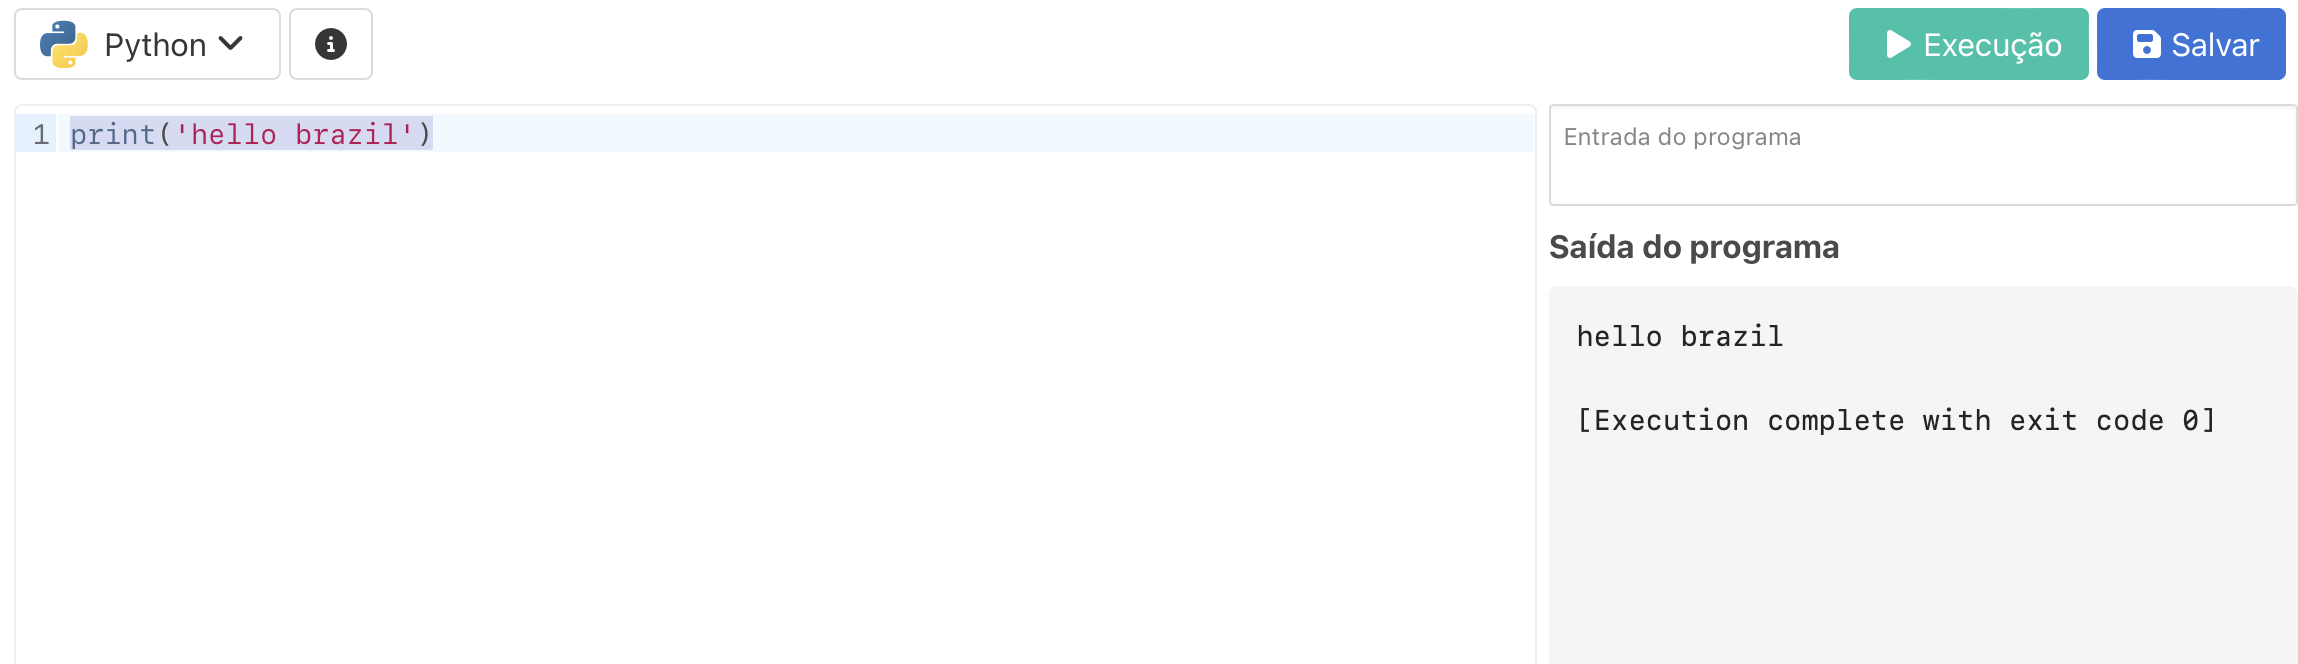 Python
Execução
Salvar
1 print('hello brazil')
Entrada do programa
Saída do programa
hello brazil
[Execution complete with exit code 0]